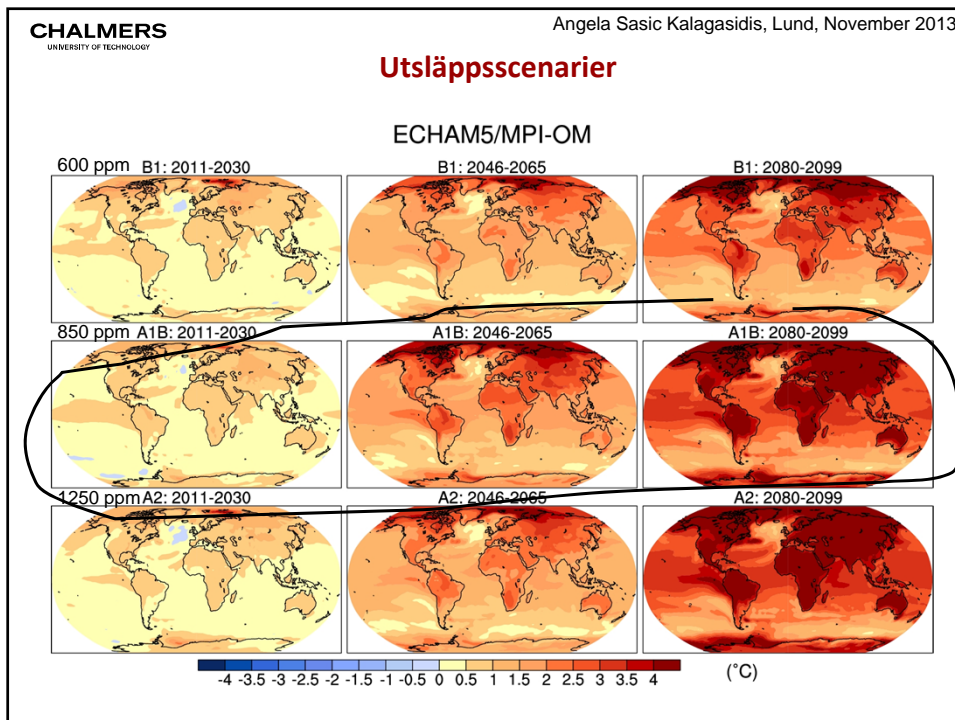 CHALMERS
UNIVERSITY OF TECHNOLOGY
Angela Sasic Kalagasidis, Lund, November 2013
Utsläppsscenarier
ECHAM5/MPI-OM
600 ppm
B1: 2011-2030
B1: 2046-2065
B1: 2080-2099
850 ppm
A1B: 2011-2030
A1B: 2046-2065
A1B: 2080-2099
1250 ppm
A2: 2011-2030
A2: 2046-2065
A2: 2080-2099
-4 -3.5 -3 -2.5 -2 -1.5 -1 -0.5 0 0.5 1 1.5 2 2.5 3 3.5 4
(°C)